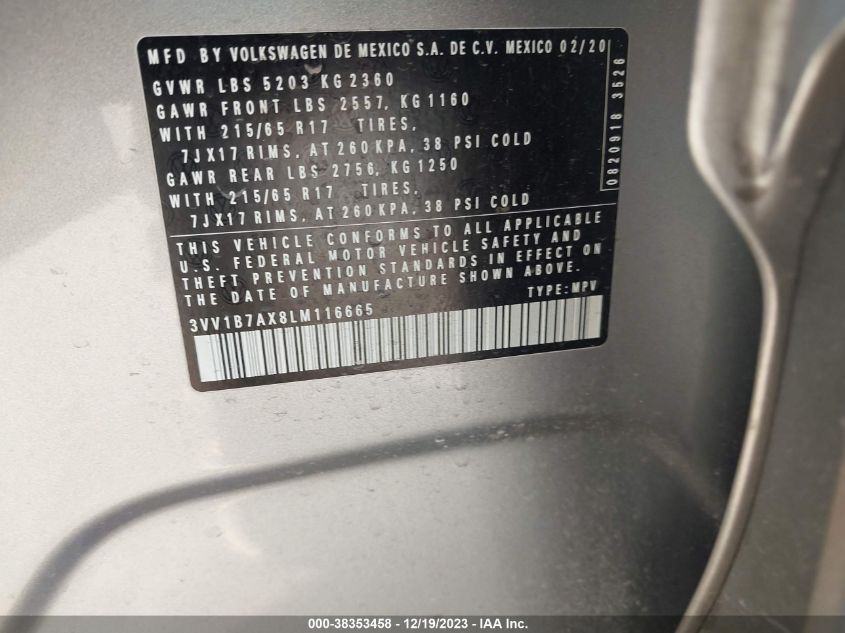 MFD BY VOLKSWAGEN DE MEXICO S.A. DE C.V. MEXICO 02/20
GVWR LBS 5203 KG 2360
GAWR FRONT LBS 2557, KG 1160
WITH 215/65 R17 TIRES,
7JX17 RIMS, AT 260 KPA, 38 PSI COLD
GAWR REAR LBS 2756, KG 1250
WITH 215/65 R17 TIRES,
7JX17 RIMS, AT 260 KPA, 38 PSI COLD
THIS VEHICLE CONFORMS TO ALL APPLICABLE
U.S. FEDERAL MOTOR VEHICLE SAFETY AND
THEFT PREVENTION STANDARDS IN EFFECT ON
THE DATE OF MANUFACTURE SHOWN ABOVE.
TYPE: MPV
3VV1B7AX8LM116665
0820918 3526
000-38353458 - 12/19/2023 - IAA Inc.